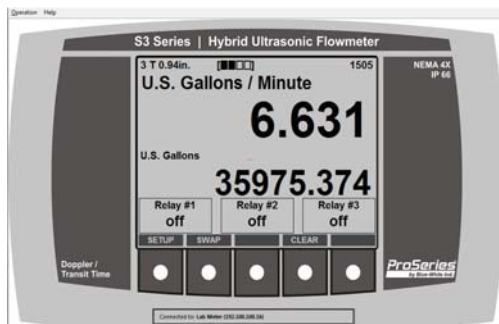 Operation Help
S3 Series | Hybrid Ultrasonic Flowmeter
3 T 0.94in. 1505
NEMA 4X
IP 66
U.S. Gallons / Minute
6.631
U.S. Gallons
35975.374
Relay #1 Relay #2 Relay #3
off off off
SETUP SWAP CLEAR
Doppler /
Transit Time
ProSeries
by Blue-White Ind.
Connected to: Lab Meter (192.100.100.16)